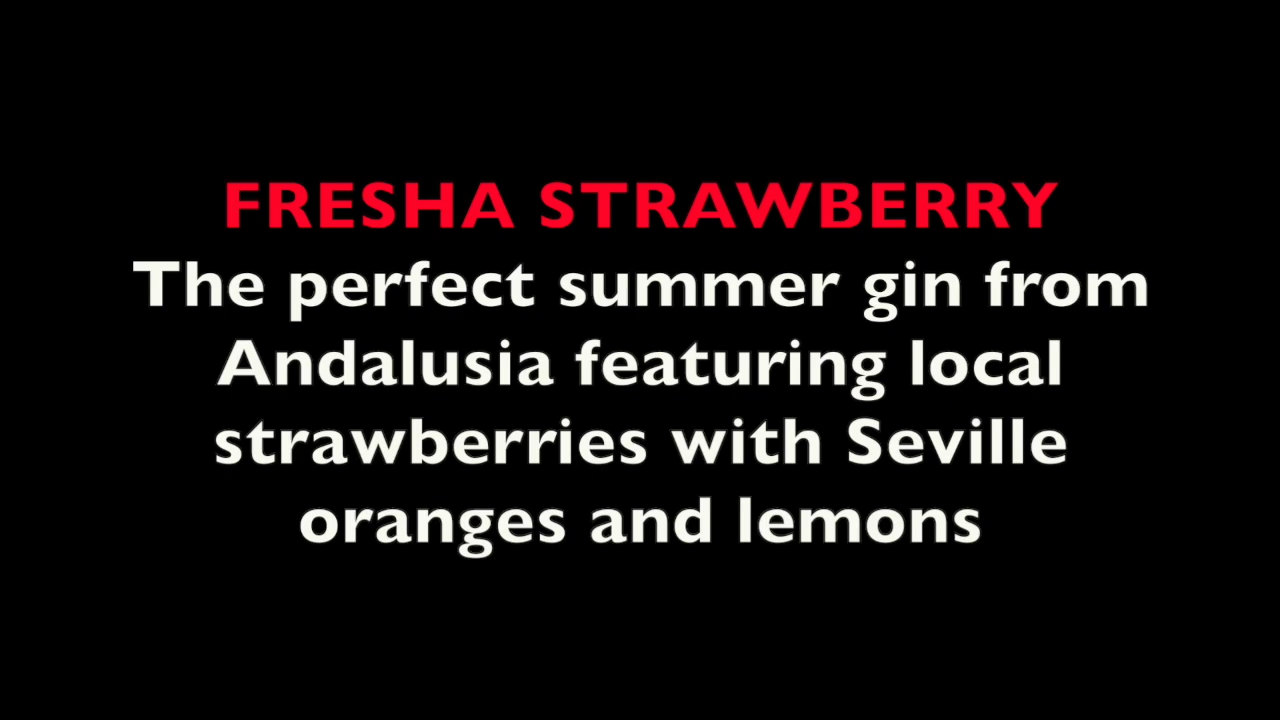 FRESHA STRAWBERRY
The perfect summer gin from
Andalusia featuring local
strawberries with Seville
oranges and lemons